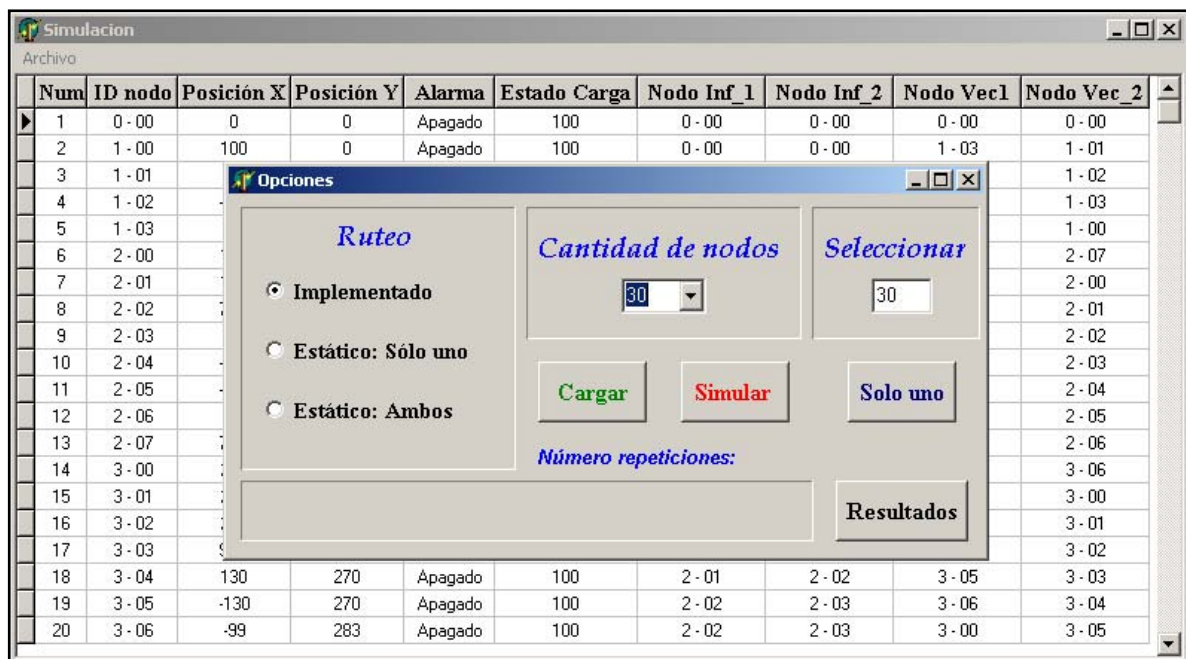 Simulacion
Archivo
Num ID nodo Posición X Posición Y Alarma Estado Carga Nodo Inf_1 Nodo Inf_2 Nodo Vec1 Nodo Vec_2
1 0 - 00 0 0 Apagado 100 0 - 00 0 - 00 0 - 00 0 - 00
2 1 - 00 100 0 Apagado 100 0 - 00 0 - 00 1 - 03 1 - 01
3 1 - 01 1 - 02
4 1 - 02 1 - 03
5 1 - 03 1 - 00
6 2 - 00 2 - 07
7 2 - 01 2 - 00
8 2 - 02 2 - 01
9 2 - 03 2 - 02
10 2 - 04 2 - 03
11 2 - 05 2 - 04
12 2 - 06 2 - 05
13 2 - 07 2 - 06
14 3 - 00 3 - 06
15 3 - 01 3 - 00
16 3 - 02 3 - 01
17 3 - 03 3 - 02
18 3 - 04 130 270 Apagado 100 2 - 01 2 - 02 3 - 05 3 - 03
19 3 - 05 -130 270 Apagado 100 2 - 02 2 - 03 3 - 06 3 - 04
20 3 - 06 -99 283 Apagado 100 2 - 02 2 - 03 3 - 00 3 - 05
Opciones
Ruteo
Implementado
Estático: Sólo uno
Estático: Ambos
Cantidad de nodos
30
Seleccionar
30
Cargar
Simular
Solo uno
Número repeticiones:
Resultados